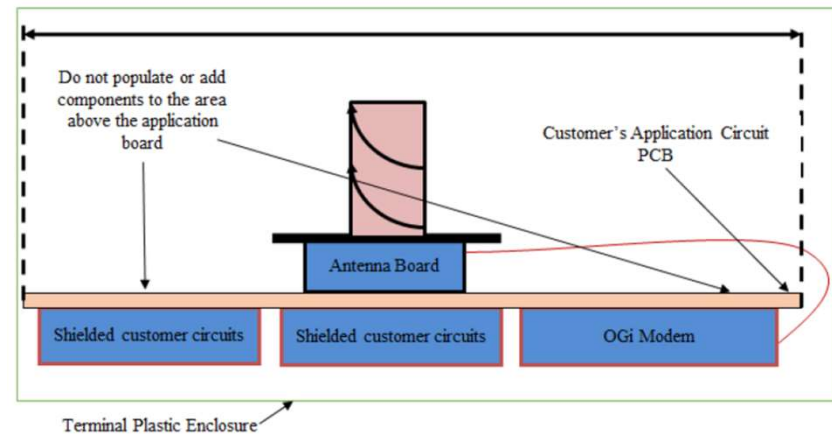 Do not populate or add
components to the area
above the application
board
Customer's Application Circuit
PCB
Antenna Board
Shielded customer circuits
Shielded customer circuits
OGi Modem
Terminal Plastic Enclosure